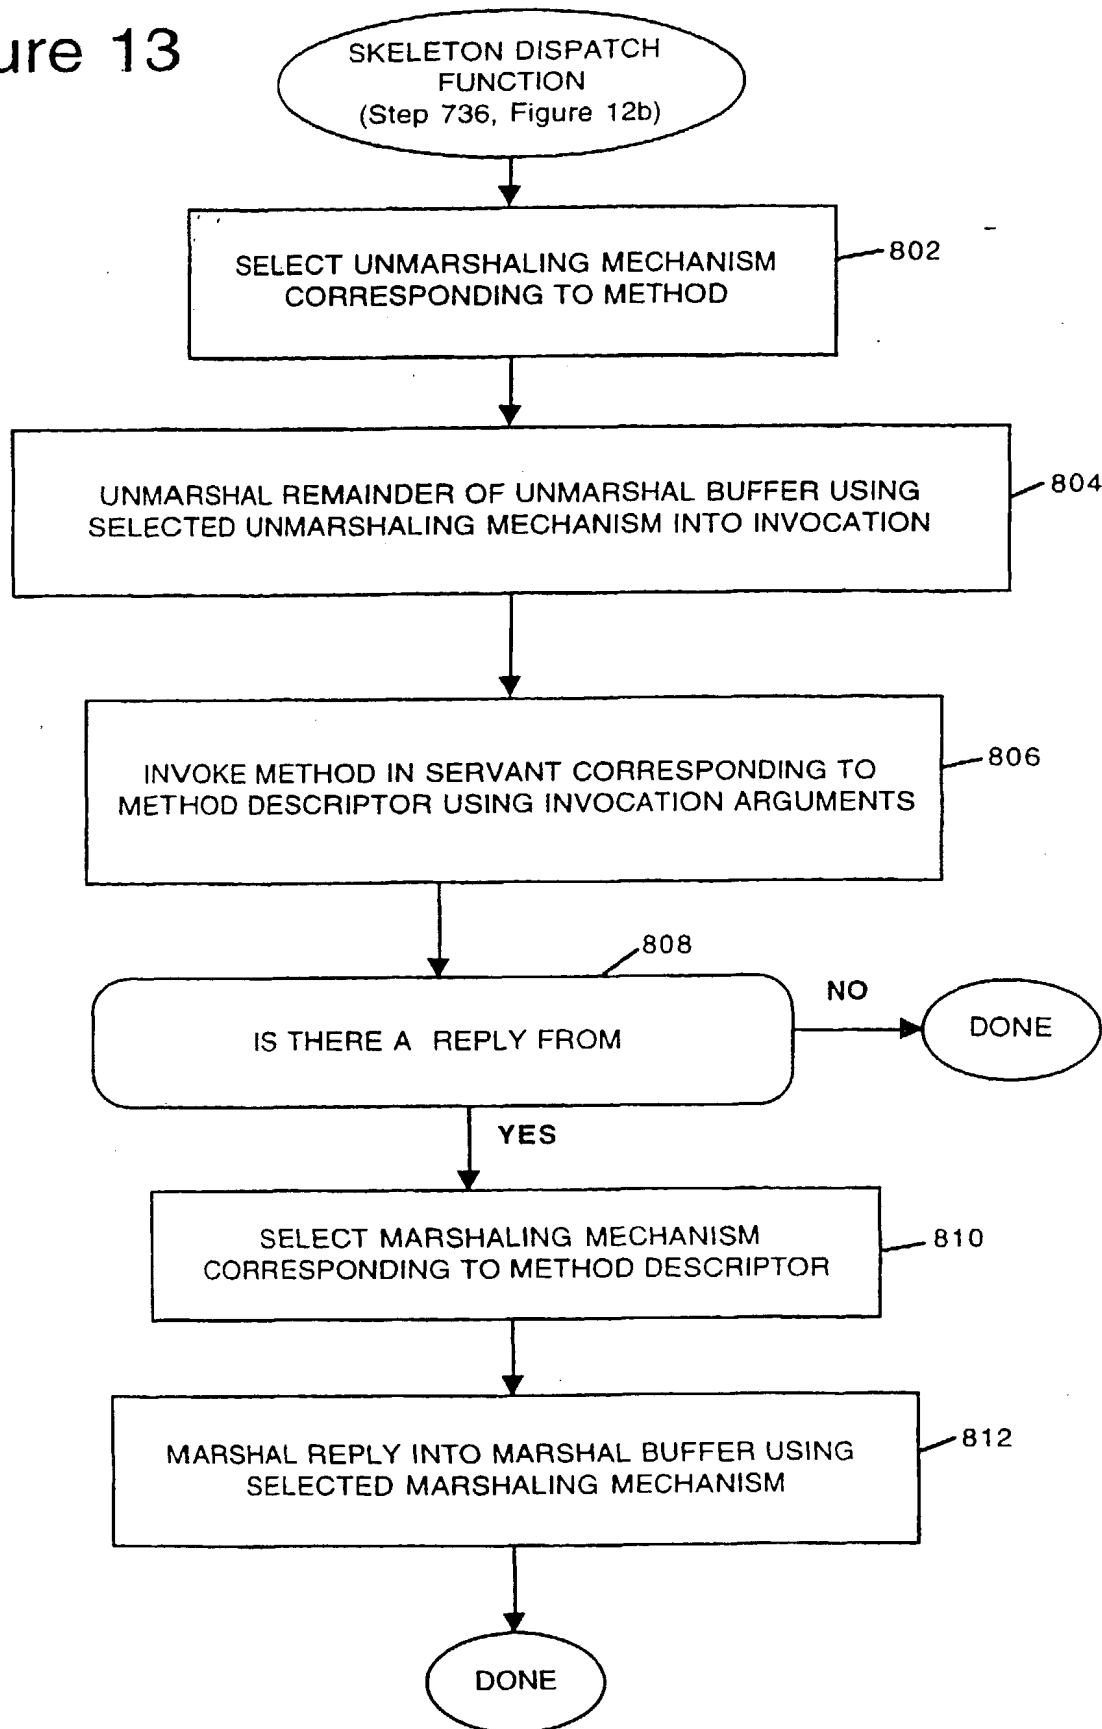 ure 13
SKELETON DISPATCH
FUNCTION
(Step 736, Figure 12b)
SELECT UNMARSHALING MECHANISM
CORRESPONDING TO METHOD
802
UNMARSHAL REMAINDER OF UNMARSHAL BUFFER USING
SELECTED UNMARSHALING MECHANISM INTO INVOCATION
804
INVOKE METHOD IN SERVANT CORRESPONDING TO
METHOD DESCRIPTOR USING INVOCATION ARGUMENTS
806
808
IS THERE A REPLY FROM
NO
DONE
YES
SELECT MARSHALING MECHANISM
CORRESPONDING TO METHOD DESCRIPTOR
810
MARSHAL REPLY INTO MARSHAL BUFFER USING
SELECTED MARSHALING MECHANISM
812
DONE